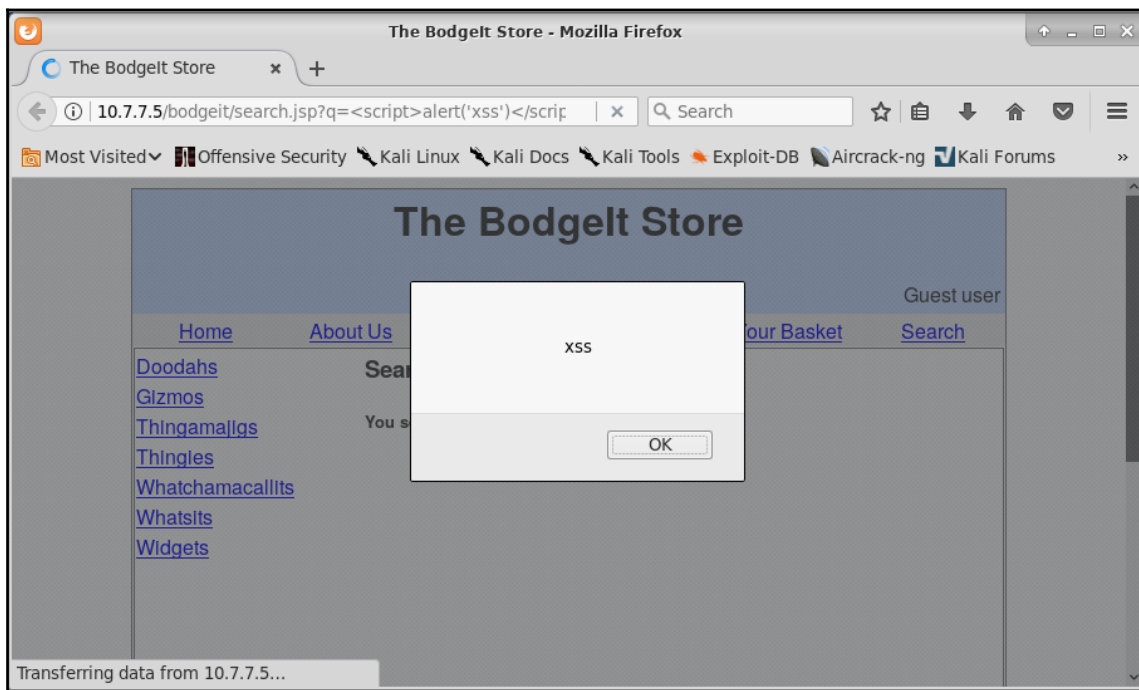 The BodgeIt Store - Mozilla Firefox
The BodgeIt Store
10.7.7.5/bodgeit/search.jsp?q=<script>alert('xss')</scrip
Search
Most Visited
Offensive Security
Kali Linux
Kali Docs
Kali Tools
Exploit-DB
Aircrack-ng
Kali Forums
»
The BodgeIt Store
Guest user
Home
About Us
our Basket
Search
Doodahs
Gizmos
Thingamajigs
Thingies
Whatchamacallits
Whatsits
Widgets
Sear
You s
xss
OK
Transferring data from 10.7.7.5...